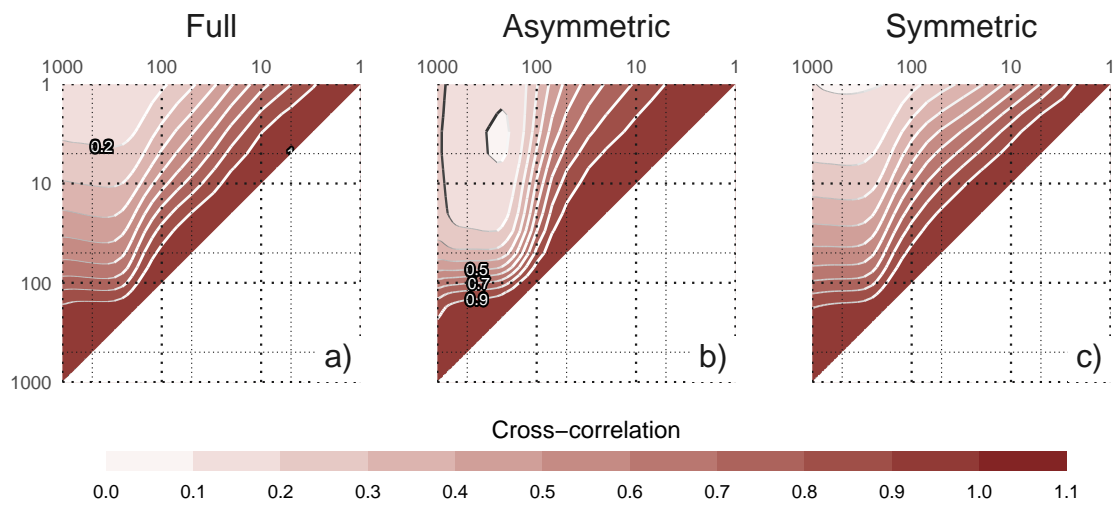 Full Asymmetric Symmetric
1000 100 10 1 1000 100 10 1 1000 100 10 1
1
0.2
10
0.5
100 0.7
0.9
a) b) c)
1000
Cross−correlation
0.0 0.1 0.2 0.3 0.4 0.5 0.6 0.7 0.8 0.9 1.0 1.1